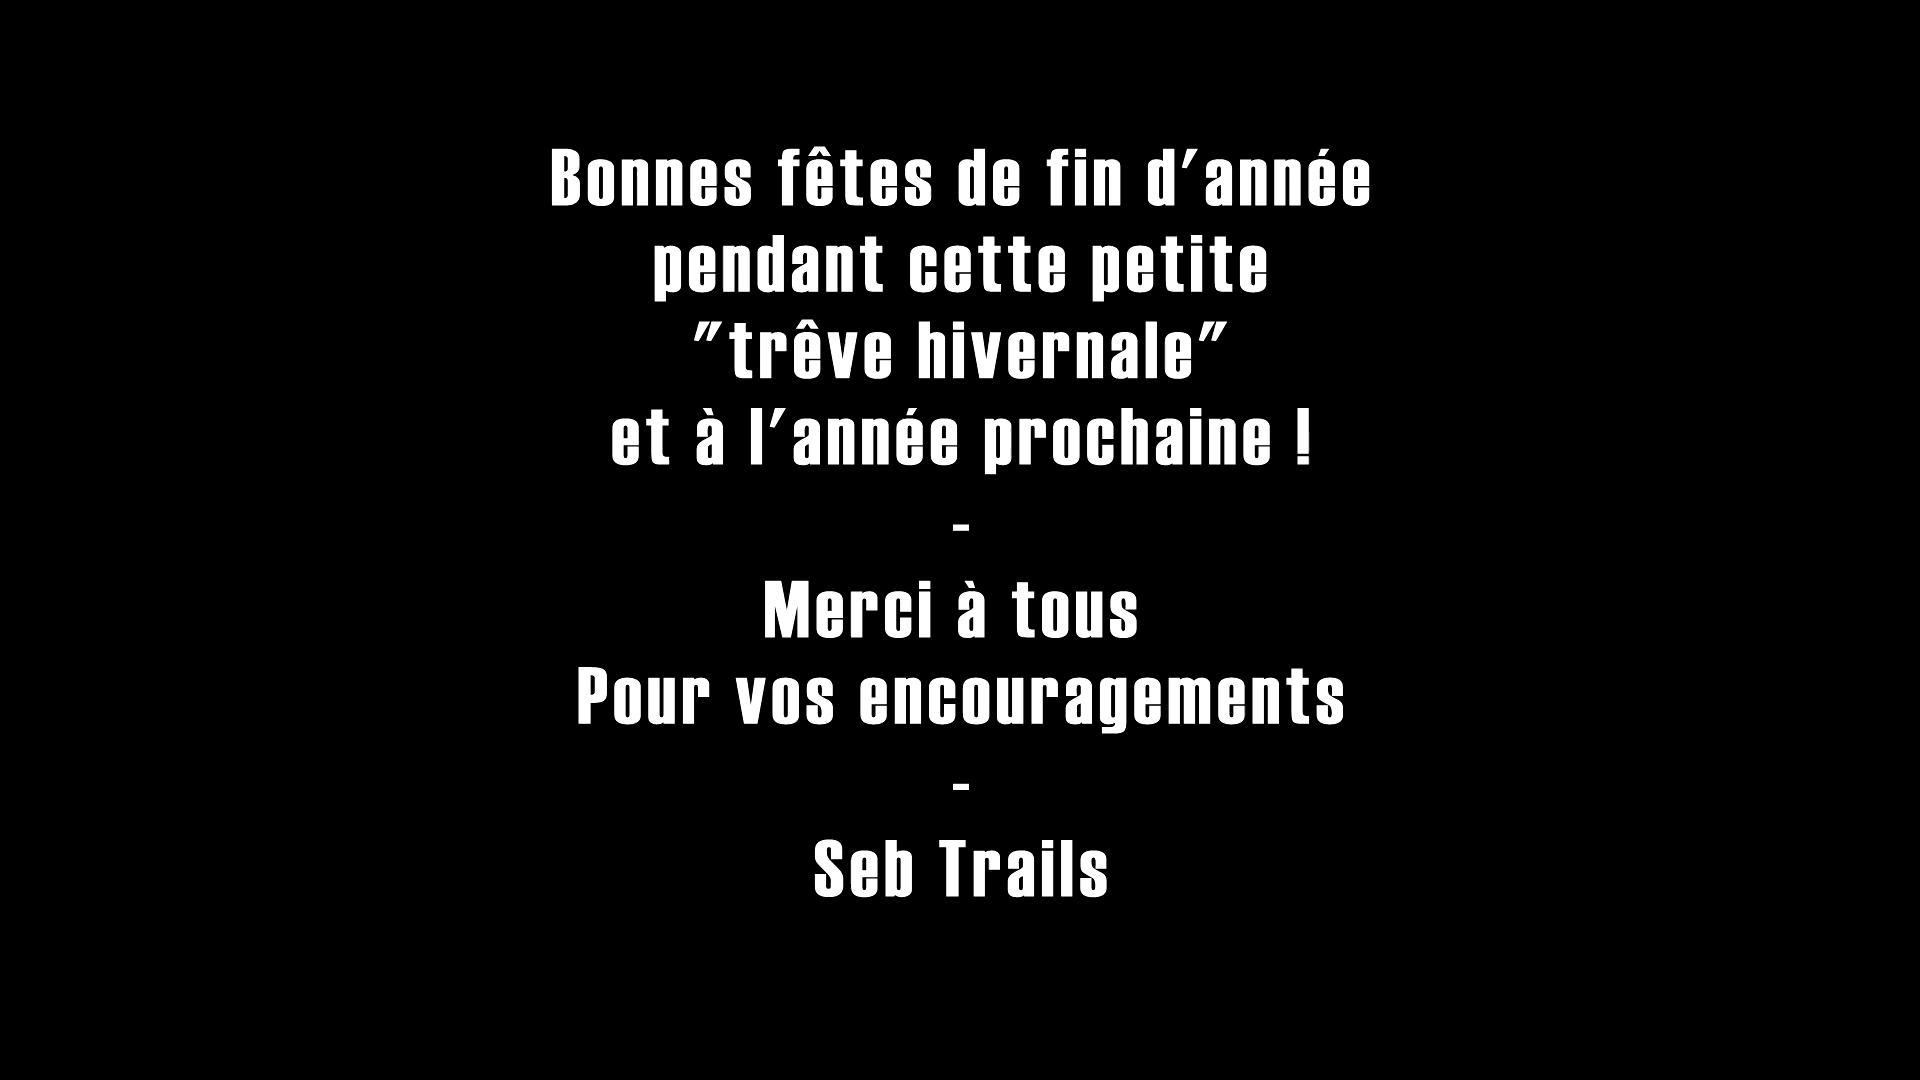 Bonnes fêtes de fin d'année
pendant cette petite
"trêve hivernale"
et à l'année prochaine !
-
Merci à tous
Pour vos encouragements
-
Seb Trails